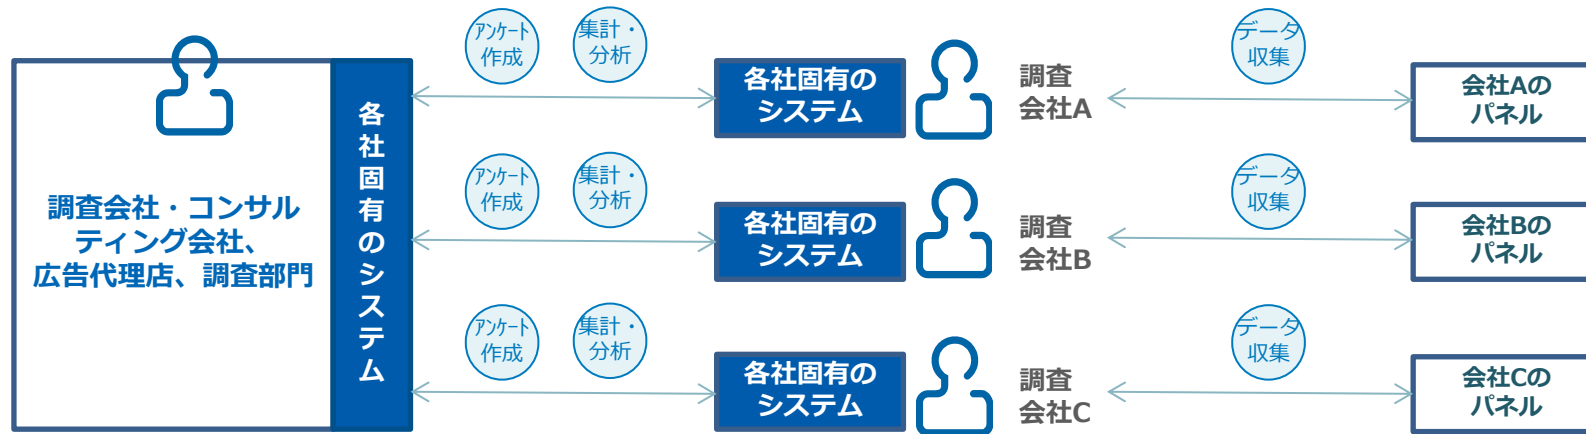 調査会社・コンサル
ティング会社、
広告代理店、調査部門
各社固有のシステム
アンケート
作成
集計・
分析
各社固有の
システム
調査
会社A
データ
収集
会社Aの
パネル
アンケート
作成
集計・
分析
各社固有の
システム
調査
会社B
データ
収集
会社Bの
パネル
アンケート
作成
集計・
分析
各社固有の
システム
調査
会社C
データ
収集
会社Cの
パネル